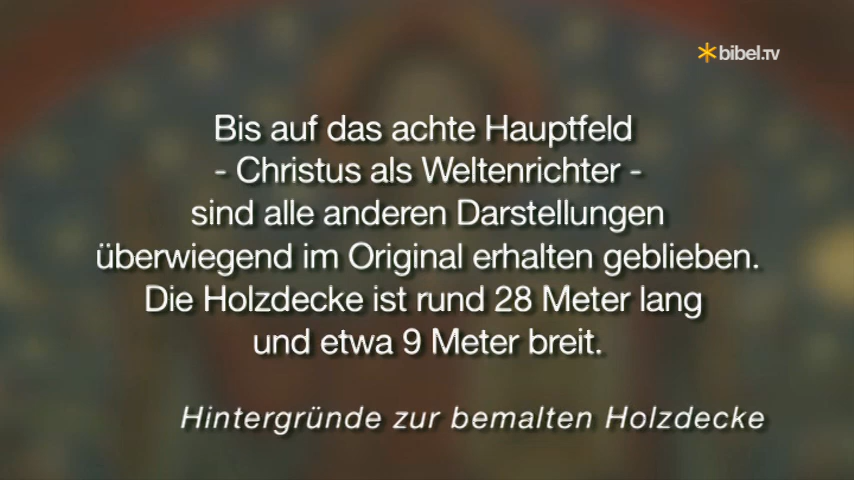 bibel.TV
Bis auf das achte Hauptfeld
- Christus als Weltenrichter -
sind alle anderen Darstellungen
überwiegend im Original erhalten geblieben.
Die Holzdecke ist rund 28 Meter lang
und etwa 9 Meter breit.
Hintergründe zur bemalten Holzdecke